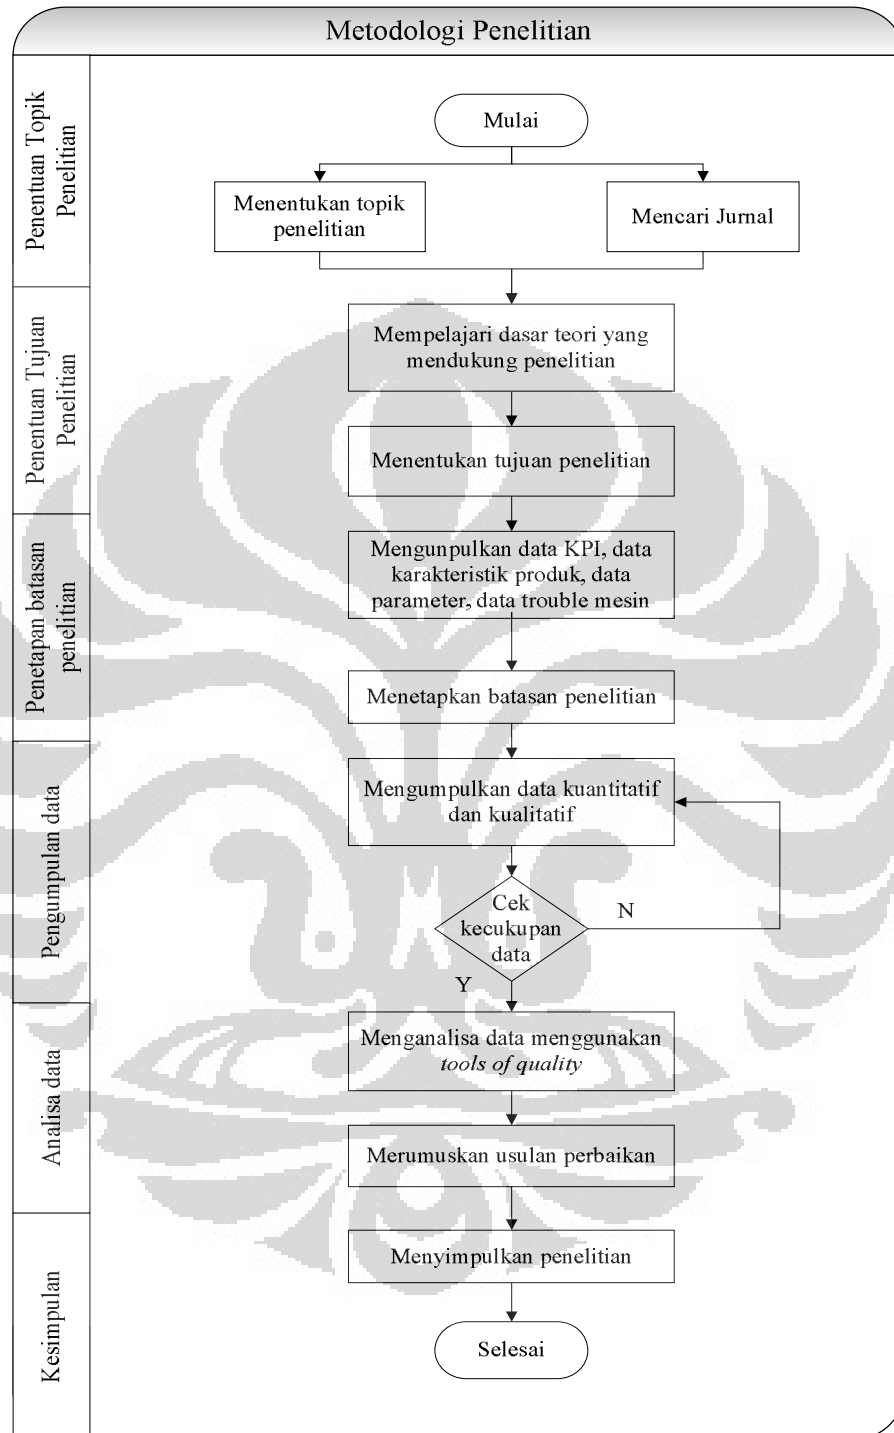 Metodologi Penelitian
Penentuan Topik
Penelitian
Mulai
Menentukan topik
penelitian
Mencari Jurnal
Penentuan Tujuan
Penelitian
Mempelajari dasar teori yang
mendukung penelitian
Menentukan tujuan penelitian
Penetapan batasan
penelitian
Mengunpulkan data KPI, data
karakteristik produk, data
parameter, data trouble mesin
Menetapkan batasan penelitian
Pengumpulan data
Mengumpulkan data kuantitatif
dan kualitatif
Cek
kecukupan
data
N
Y
Analisa data
Menganalisa data menggunakan
tools of quality
Merumuskan usulan perbaikan
Kesimpulan
Menyimpulkan penelitian
Selesai